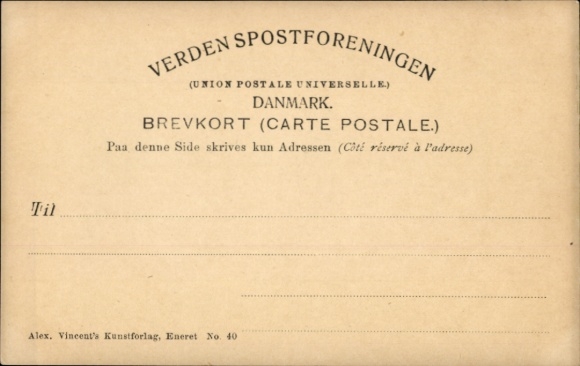 VERDENSPOSTFORENINGEN
(UNION POSTALE UNIVERSELLE.)
DANMARK.
BREVKORT (CARTE POSTALE.)
Paa denne Side skrives kun Adressen (Côté réservé à l'adresse)
Til
Alex. Vincent's Kunstforlag, Eneret No. 40